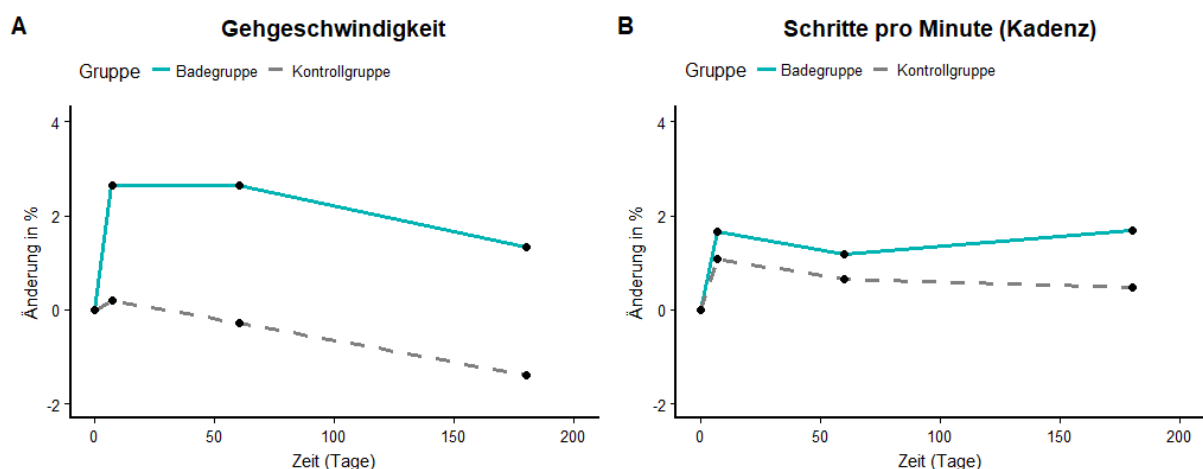 A Gehgeschwindigkeit
Gruppe Badegruppe Kontrollgruppe
4
2
0
-2
Änderung in %
0 50 100 150 200
Zeit (Tage)
B Schritte pro Minute (Kadenz)
Gruppe Badegruppe Kontrollgruppe
4
2
0
-2
Änderung in %
0 50 100 150 200
Zeit (Tage)